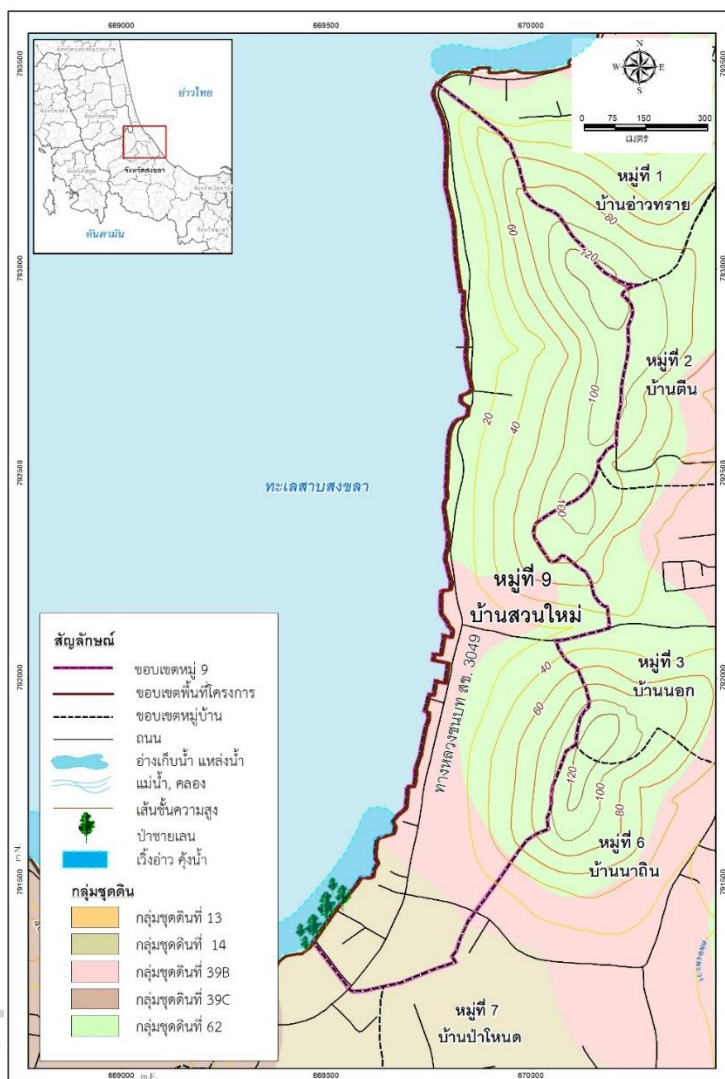 669000
669500
670000
793500
793500
อ่าวไทย
จังหวัดสงขลา
อันดามัน
N
W
E
S
0
75
150
300
เมตร
หมู่ที่ 1
บ้านอ่าวทราย
80
60
120
793000
793000
หมู่ที่ 2
บ้านตีน
100
20
40
792500
792500
ทะเลสาบสงขลา
100
หมู่ที่ 9
บ้านสวนใหม่
หมู่ที่ 3
บ้านนอก
40
60
792000
792000
ทางหลวงชนบท สข. 3049
120
100
80
หมู่ที่ 6
บ้านนาถิน
791500
791500
m.N.
หมู่ที่ 7
บ้านป่าโหนด
สัญลักษณ์
ขอบเขตหมู่ 9
ขอบเขตพื้นที่โครงการ
ขอบเขตหมู่บ้าน
ถนน
อ่างเก็บน้ำ แหล่งน้ำ
แม่น้ำ, คลอง
เส้นชั้นความสูง
ป่าชายเลน
เวิ้งอ่าว คุ้งน้ำ
กลุ่มชุดดิน
กลุ่มชุดดินที่ 13
กลุ่มชุดดินที่ 14
กลุ่มชุดดินที่ 39B
กลุ่มชุดดินที่ 39C
กลุ่มชุดดินที่ 62
669000
m.E.
669500
670000